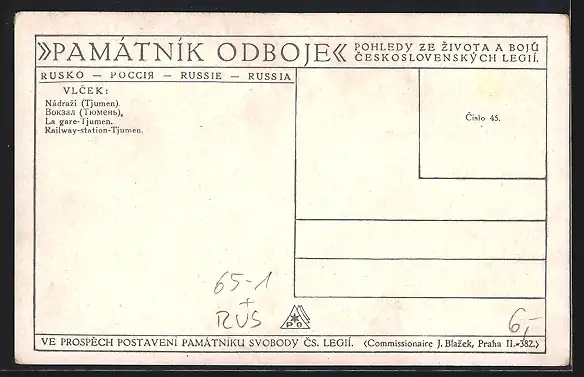 »PAMÁTNÍK ODBOJE« POHLEDY ZE ŽIVOTA A BOJŮ
ČESKOSLOVENSKÝCH LEGIÍ.
RUSKO — РОССІЯ — RUSSIE — RUSSIA
VLČEK:
Nádraží (Tjumen).
Вокзал (Тюмень),
La gare-Tjumen.
Railway-station-Tjumen.
Číslo 45.
65-1
+
RUS
PO
6,-
VE PROSPĚCH POSTAVENÍ PAMÁTNÍKU SVOBODY ČS. LEGIÍ. (Commissionaire J. Blažek, Praha II.-382.)